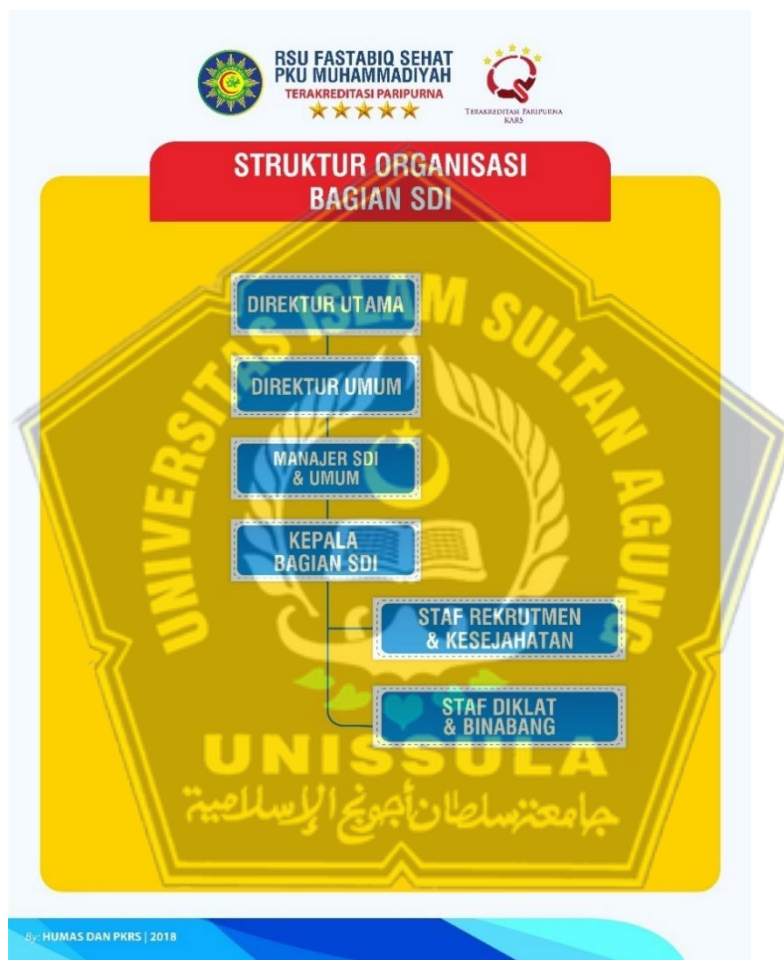 RSU FASTABIQ SEHAT
PKU MUHAMMADIYAH
TERAKREDITASI PARIPURNA
TERAKREDITASI PARIPURNA
KARS
STRUKTUR ORGANISASI
BAGIAN SDI
DIREKTUR UTAMA
DIREKTUR UMUM
MANAJER SDI
& UMUM
KEPALA
BAGIAN SDI
STAF REKRUTMEN
& KESEJAHATAN
STAF DIKLAT
& BINABANG
UNIVERSITAS ISLAM SULTAN AGUNG
UNISSULA
جامعتنسلطان أجونج الإسلامية
By: HUMAS DAN PKRS | 2018